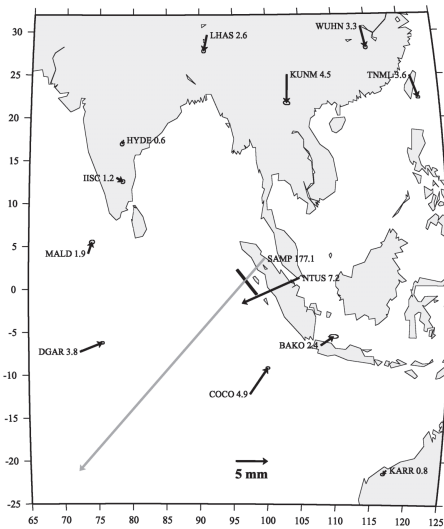 30
25
20
15
10
5
0
-5
-10
-15
-20
-25
LHAS 2.6
WUHN 3.3
KUNM 4.5
TNML 3.6
HYDE 0.6
IISC 1.2
MALD 1.9
SAMP 177.1
NTUS 7.2
DGAR 3.8
BAKO 2.4
COCO 4.9
KARR 0.8
5 mm
65 70 75 80 85 90 95 100 105 110 115 120 125